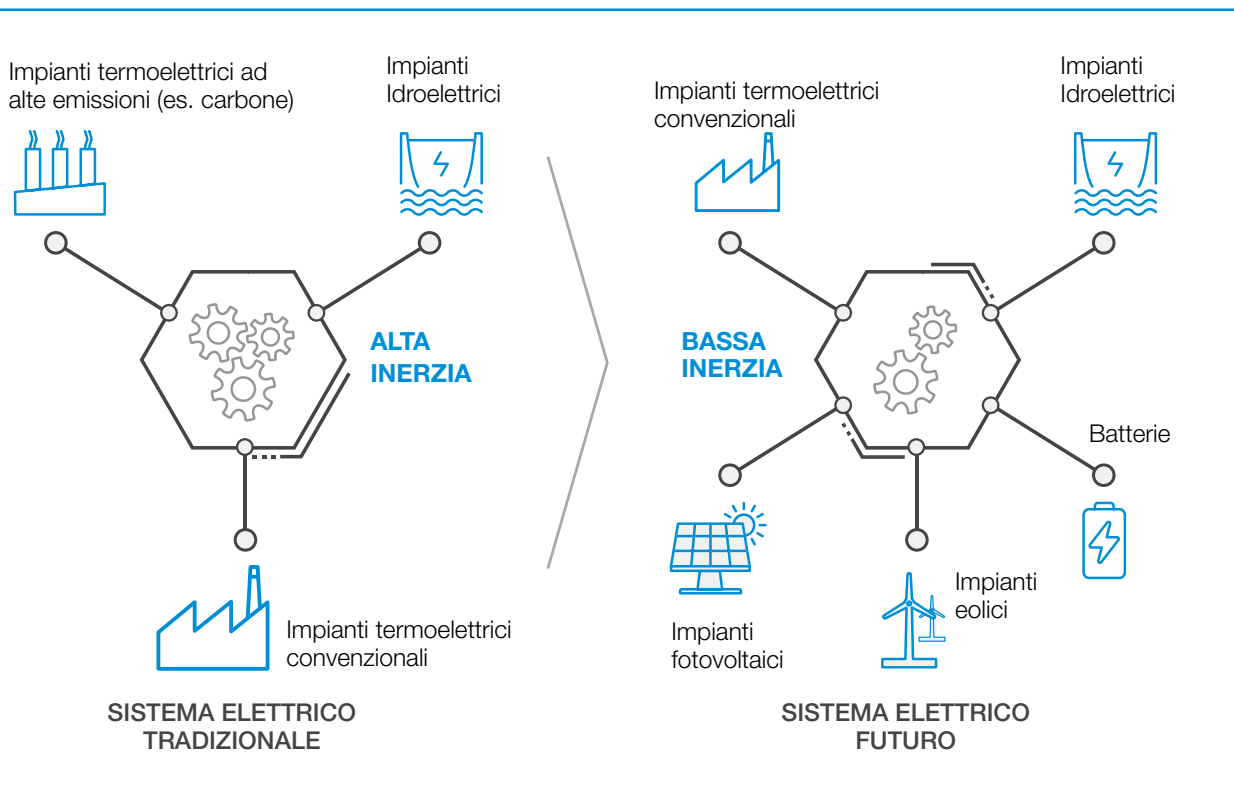 Impianti termoelettrici ad
alte emissioni (es. carbone)
Impianti
Idroelettrici
ALTA
INERZIA
Impianti termoelettrici
convenzionali
SISTEMA ELETTRICO
TRADIZIONALE
Impianti termoelettrici
convenzionali
Impianti
Idroelettrici
BASSA
INERZIA
Batterie
Impianti
eolici
Impianti
fotovoltaici
SISTEMA ELETTRICO
FUTURO